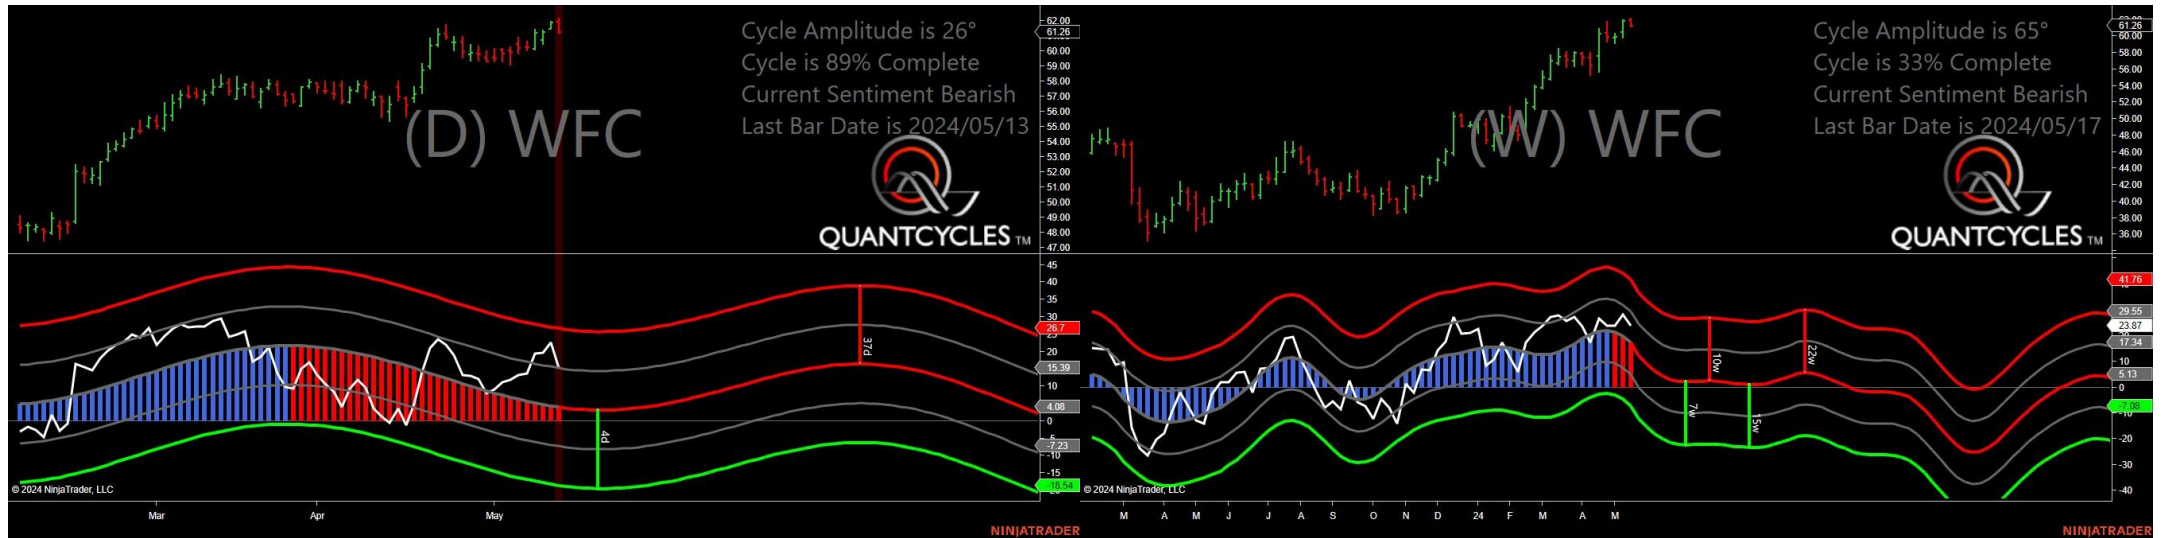 Cycle Amplitude is 26°
Cycle is 89% Complete
Current Sentiment Bearish
Last Bar Date is 2024/05/13
(D) WFC
QUANTCYCLES TM
62.00
61.26
60.00
59.00
58.00
57.00
56.00
55.00
54.00
53.00
52.00
51.00
50.00
49.00
48.00
47.00
45
40
35
30
26.7
25
20
15.39
10
4.08
0
-7.23
-10
-15
-18.54
37d
4d
© 2024 NinjaTrader, LLC
Mar
Apr
May
NINJATRADER
Cycle Amplitude is 65°
Cycle is 33% Complete
Current Sentiment Bearish
Last Bar Date is 2024/05/17
(W) WFC
QUANTCYCLES TM
61.26
60.00
58.00
56.00
54.00
52.00
50.00
48.00
46.00
44.00
42.00
40.00
38.00
36.00
41.76
29.55
23.87
17.34
10
5.13
0
-7.08
-10
-20
-30
-40
10w
22w
7w
15w
© 2024 NinjaTrader, LLC
M A M J J A S O N D 24 F M A M
NINJATRADER